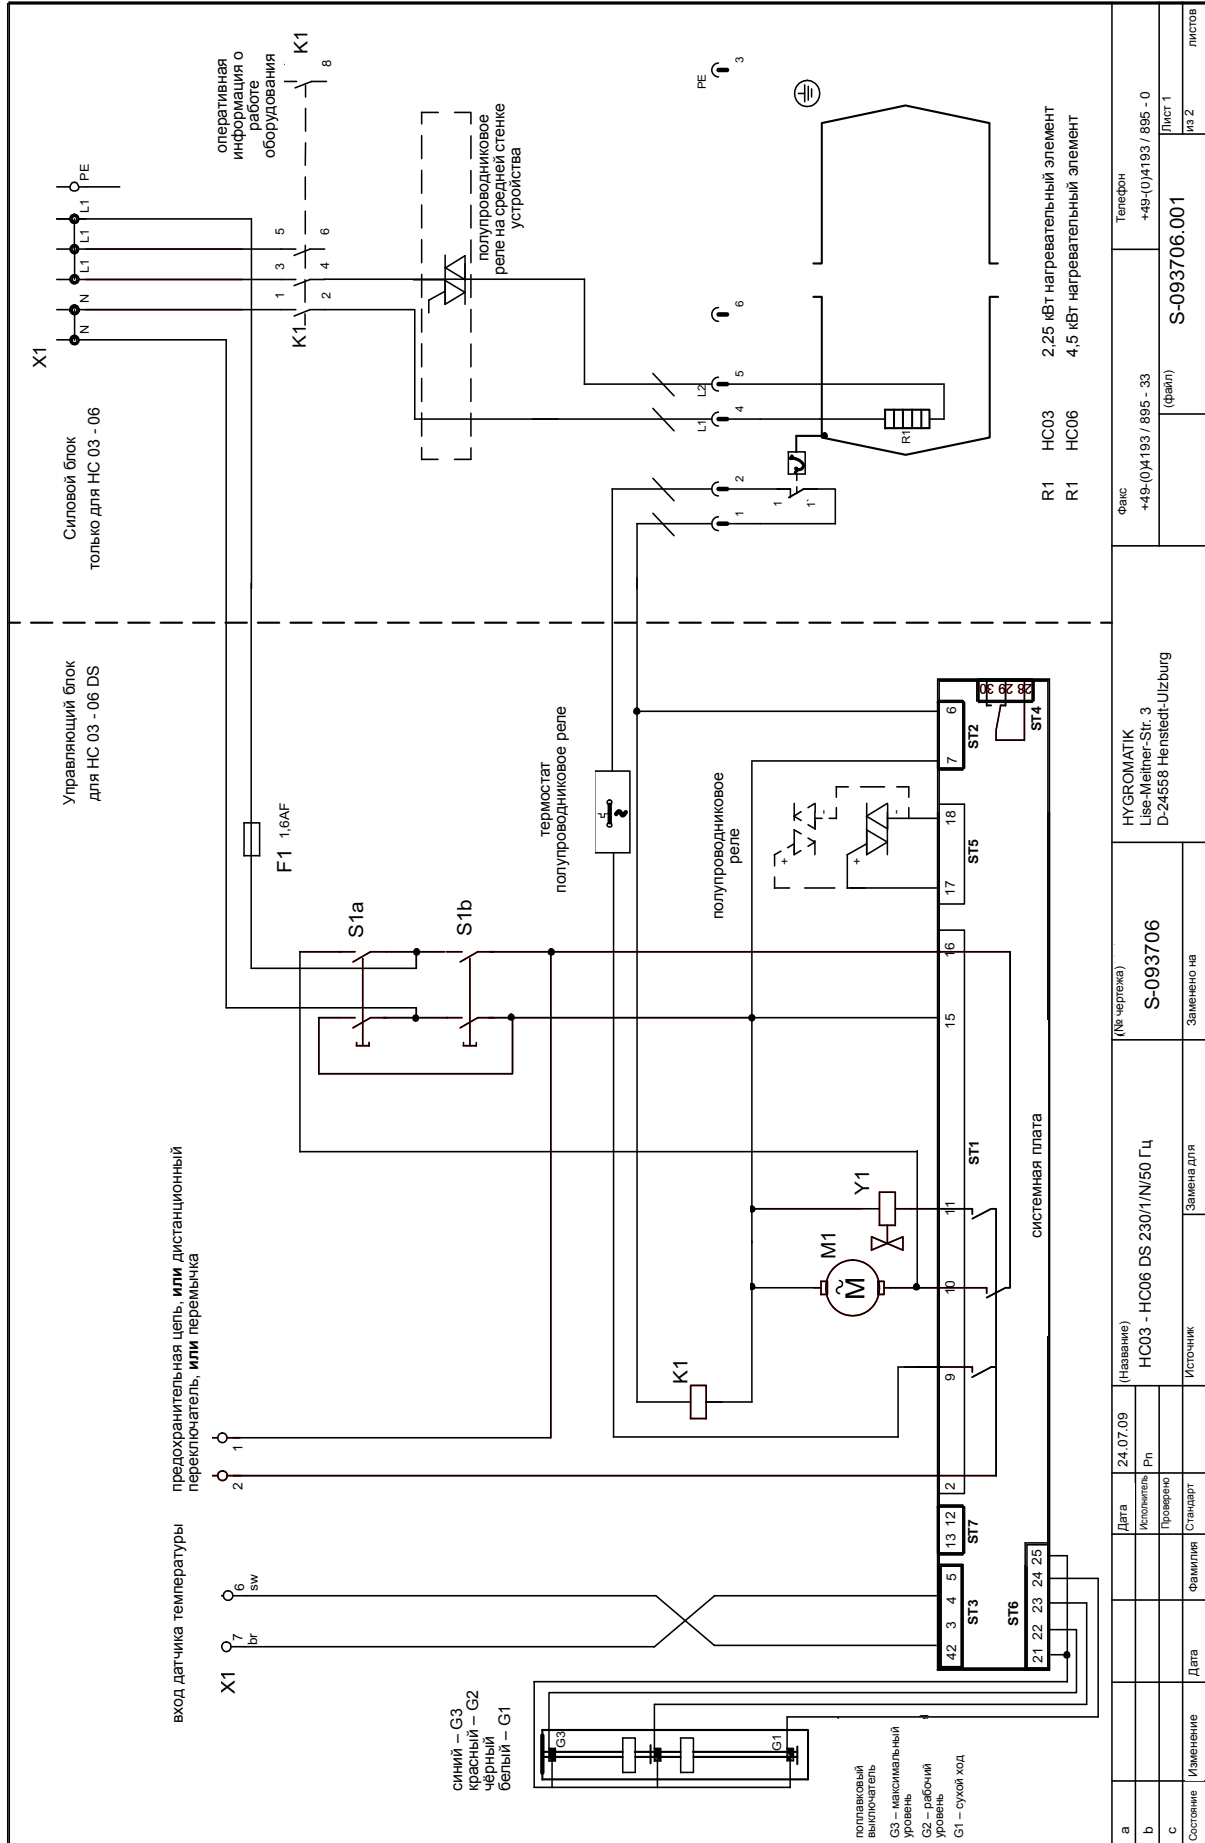 Управляющий блок
для HC 03 - 06 DS
Силовой блок
только для HC 03 - 06
предохранительная цепь, или дистанционный
переключатель, или перемычка
вход датчика температуры
X1
7
br
6
sw
2
1
X1
N
N
L1
L1
L1
PE
оперативная
информация о
работе
оборудования
K1
8
K1
1
3
5
2
4
6
полупроводниковое
реле на средней стенке
устройства
F1 1,6AF
S1a
S1b
термостат
полупроводниковое реле
полупроводниковое
реле
K1
M1
M
Y1
L1
L2
PE
1
2
4
5
6
3
1
1'
R1
R1 HC03 2,25 кВт нагревательный элемент
R1 HC06 4,5 кВт нагревательный элемент
синий – G3
красный – G2
чёрный
белый – G1
G3
G1
поплавковый
выключатель
G3 – максимальный
уровень
G2 – рабочий
уровень
G1 – сухой ход
42 3 4 5
ST3
13 12
ST7
2
9
10
11
15
16
ST1
17
18
ST5
+
-
+
-
7
6
ST2
28 29 30
ST4
ST6
21 22 23 24 25
системная плата
a
b
c
Состояние
Изменение
Дата
Фамилия
Дата
24.07.09
Исполнитель
Pn
Проверено
Стандарт
(Название)
HC03 - HC06 DS 230/1/N/50 Гц
Источник
Замена для
(№ чертежа)
S-093706
Заменено на
HYGROMATIK
Lise-Meitner-Str. 3
D-24558 Henstedt-Ulzburg
Факс
+49-(0)4193 / 895 - 33
Телефон
+49-(0)4193 / 895 - 0
(файл)
S-093706.001
Лист 1
из 2
листов